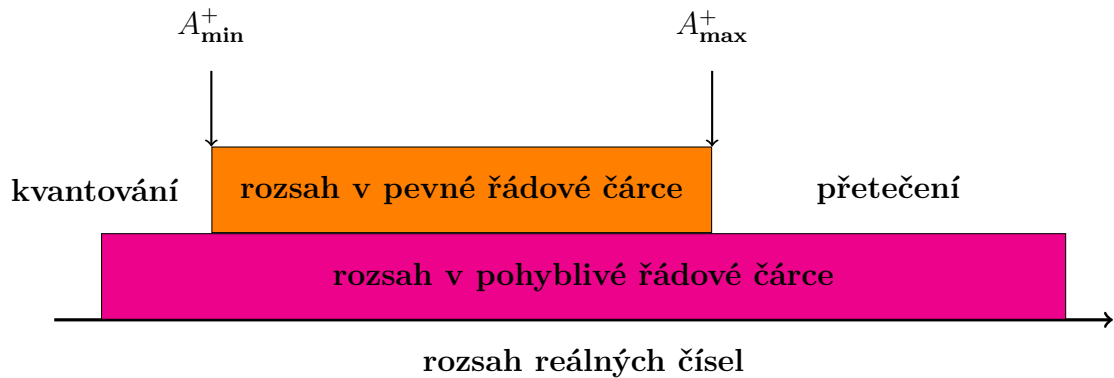 A⁺min A⁺max
kvantování rozsah v pevné řádové čárce přetečení
rozsah v pohyblivé řádové čárce
rozsah reálných čísel